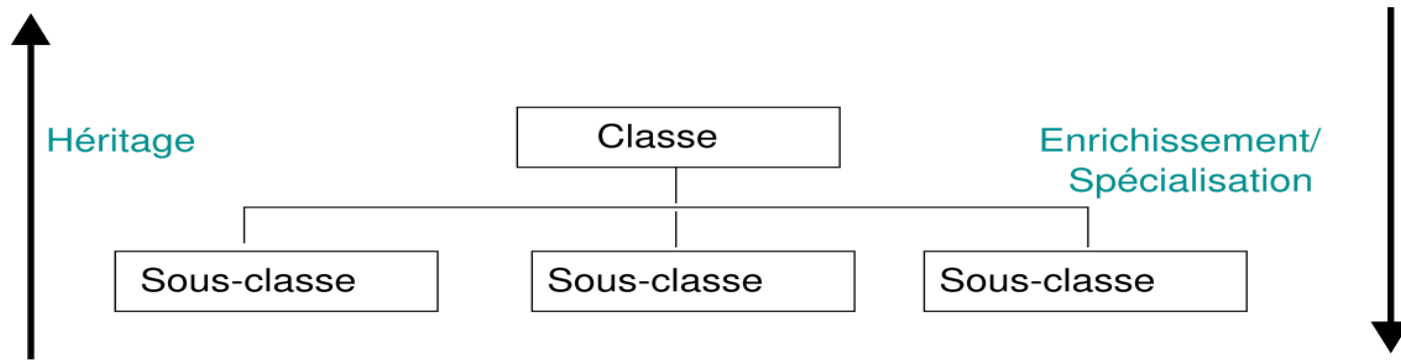 Héritage
Classe
Enrichissement/
Spécialisation
Sous-classe
Sous-classe
Sous-classe